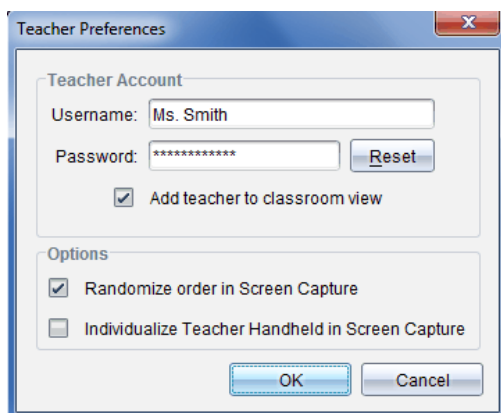 Teacher Preferences
Teacher Account
Username: Ms. Smith
Password: ************ Reset
Add teacher to classroom view
Options
Randomize order in Screen Capture
Individualize Teacher Handheld in Screen Capture
OK Cancel